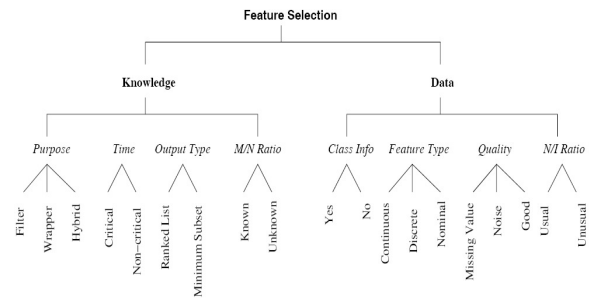 Feature Selection
Knowledge
Data
Purpose
Time
Output Type
M/N Ratio
Class Info
Feature Type
Quality
N/I Ratio
Filter
Wrapper
Hybrid
Critical
Non-critical
Ranked List
Minimum Subset
Known
Unknown
Yes
No
Continuous
Discrete
Nominal
Missing Value
Noise
Good
Usual
Unusual